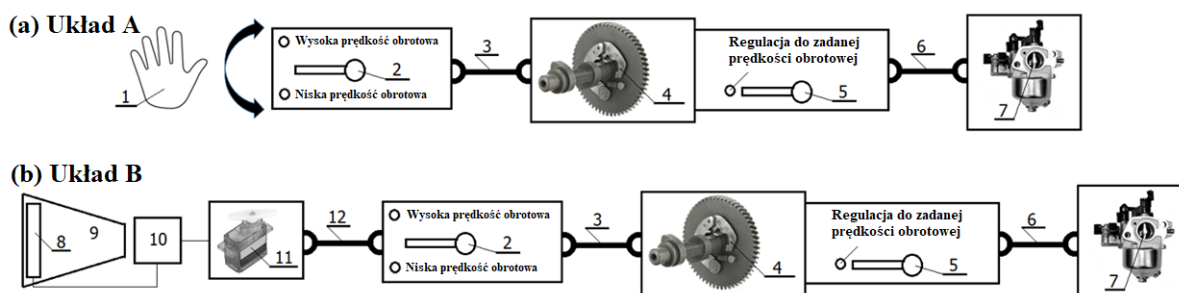 (a) Układ A
1
Wysoka prędkość obrotowa
2
Niska prędkość obrotowa
3
4
Regulacja do zadanej
prędkości obrotowej
5
6
7
(b) Układ B
8
9
10
11
12
Wysoka prędkość obrotowa
2
Niska prędkość obrotowa
3
4
Regulacja do zadanej
prędkości obrotowej
5
6
7